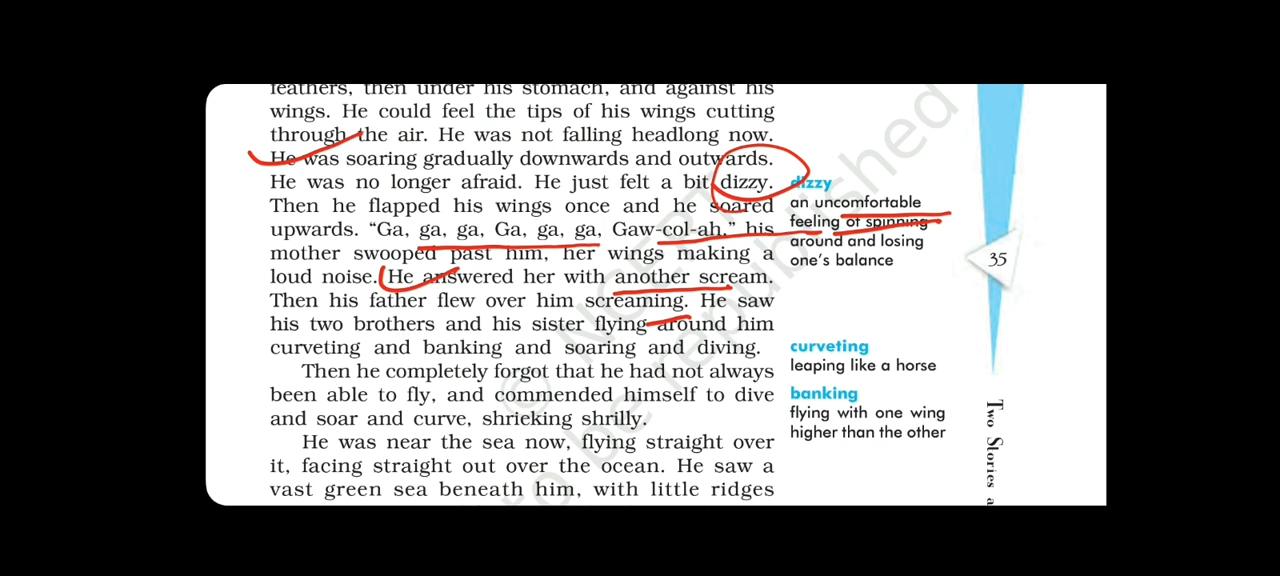 feathers, then under his stomach, and against his
wings. He could feel the tips of his wings cutting
through the air. He was not falling headlong now.
He was soaring gradually downwards and outwards.
He was no longer afraid. He just felt a bit dizzy.
Then he flapped his wings once and he soared
upwards. “Ga, ga, ga, Ga, ga, ga, Gaw-col-ah.” his
mother swooped past him, her wings making a
loud noise. He answered her with another scream.
Then his father flew over him screaming. He saw
his two brothers and his sister flying around him
curveting and banking and soaring and diving.
Then he completely forgot that he had not always
been able to fly, and commended himself to dive
and soar and curve, shrieking shrilly.
He was near the sea now, flying straight over
it, facing straight out over the ocean. He saw a
vast green sea beneath him, with little ridges
dizzy
an uncomfortable
feeling of spinning
around and losing
one’s balance
curveting
leaping like a horse
banking
flying with one wing
higher than the other
35
Two Stories a
© NCERT
to be republished